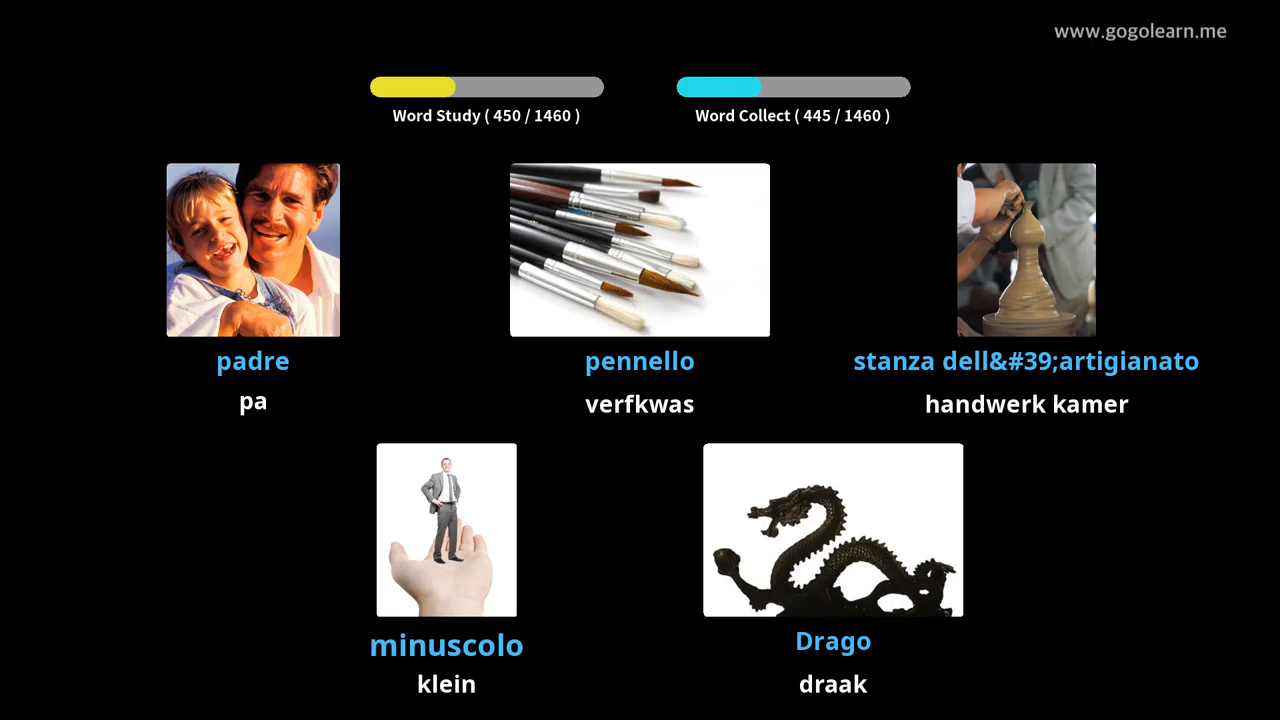 www.gogolearn.me
Word Study ( 450 / 1460 )
Word Collect ( 445 / 1460 )
padre
pa
pennello
verfkwas
stanza dell&#39;artigianato
handwerk kamer
minuscolo
klein
Drago
draak